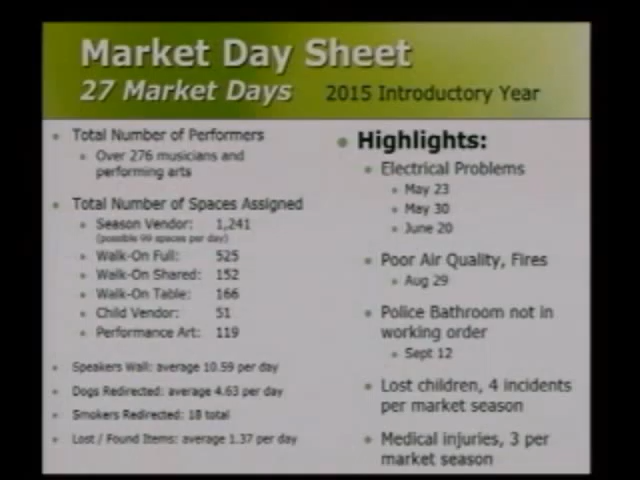 Market Day Sheet
27 Market Days 2015 Introductory Year
Total Number of Performers
Over 276 musicians and
performing arts
Total Number of Spaces Assigned
Season Vendor: 1,241
(possible 99 spaces per day)
Walk-On Full: 525
Walk-On Shared: 152
Walk-On Table: 166
Child Vendor: 51
Performance Art: 119
Speakers Wall: average 10.59 per day
Dogs Redirected: average 4.63 per day
Smokers Redirected: 18 total
Lost / Found Items: average 1.37 per day
Highlights:
Electrical Problems
May 23
May 30
June 20
Poor Air Quality, Fires
Aug 29
Police Bathroom not in
working order
Sept 12
Lost children, 4 incidents
per market season
Medical injuries, 3 per
market season